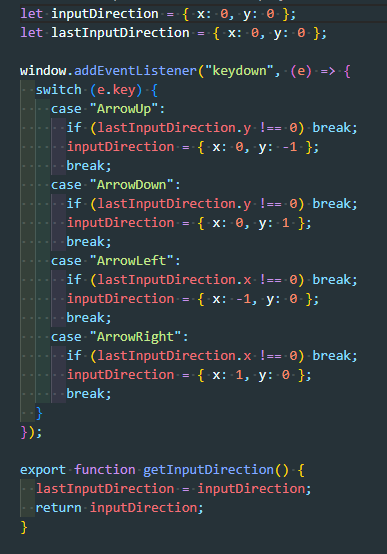 let inputDirection = { x: 0, y: 0 };
let lastInputDirection = { x: 0, y: 0 };

window.addEventListener("keydown", (e) => {
  switch (e.key) {
    case "ArrowUp":
      if (lastInputDirection.y !== 0) break;
      inputDirection = { x: 0, y: -1 };
      break;
    case "ArrowDown":
      if (lastInputDirection.y !== 0) break;
      inputDirection = { x: 0, y: 1 };
      break;
    case "ArrowLeft":
      if (lastInputDirection.x !== 0) break;
      inputDirection = { x: -1, y: 0 };
      break;
    case "ArrowRight":
      if (lastInputDirection.x !== 0) break;
      inputDirection = { x: 1, y: 0 };
      break;
  }
});

export function getInputDirection() {
  lastInputDirection = inputDirection;
  return inputDirection;
}